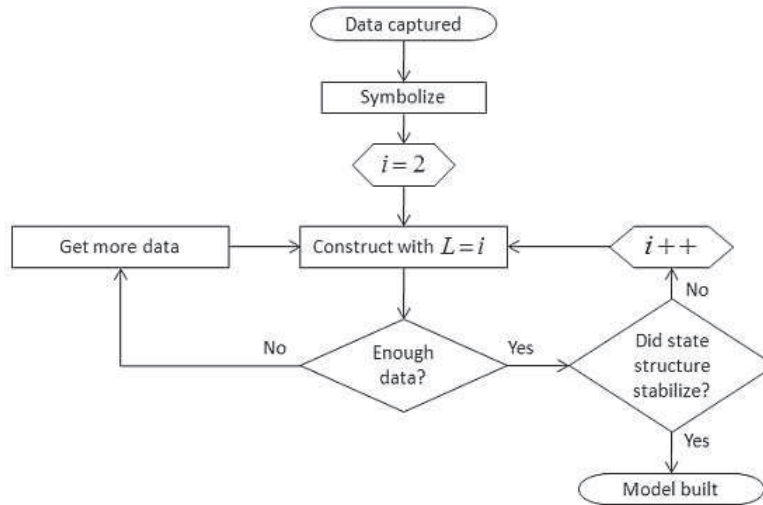 Data captured
Symbolize
i = 2
Get more data
Construct with L = i
i ++
No
No
Enough
data?
Yes
Did state
structure
stabilize?
Yes
Model built